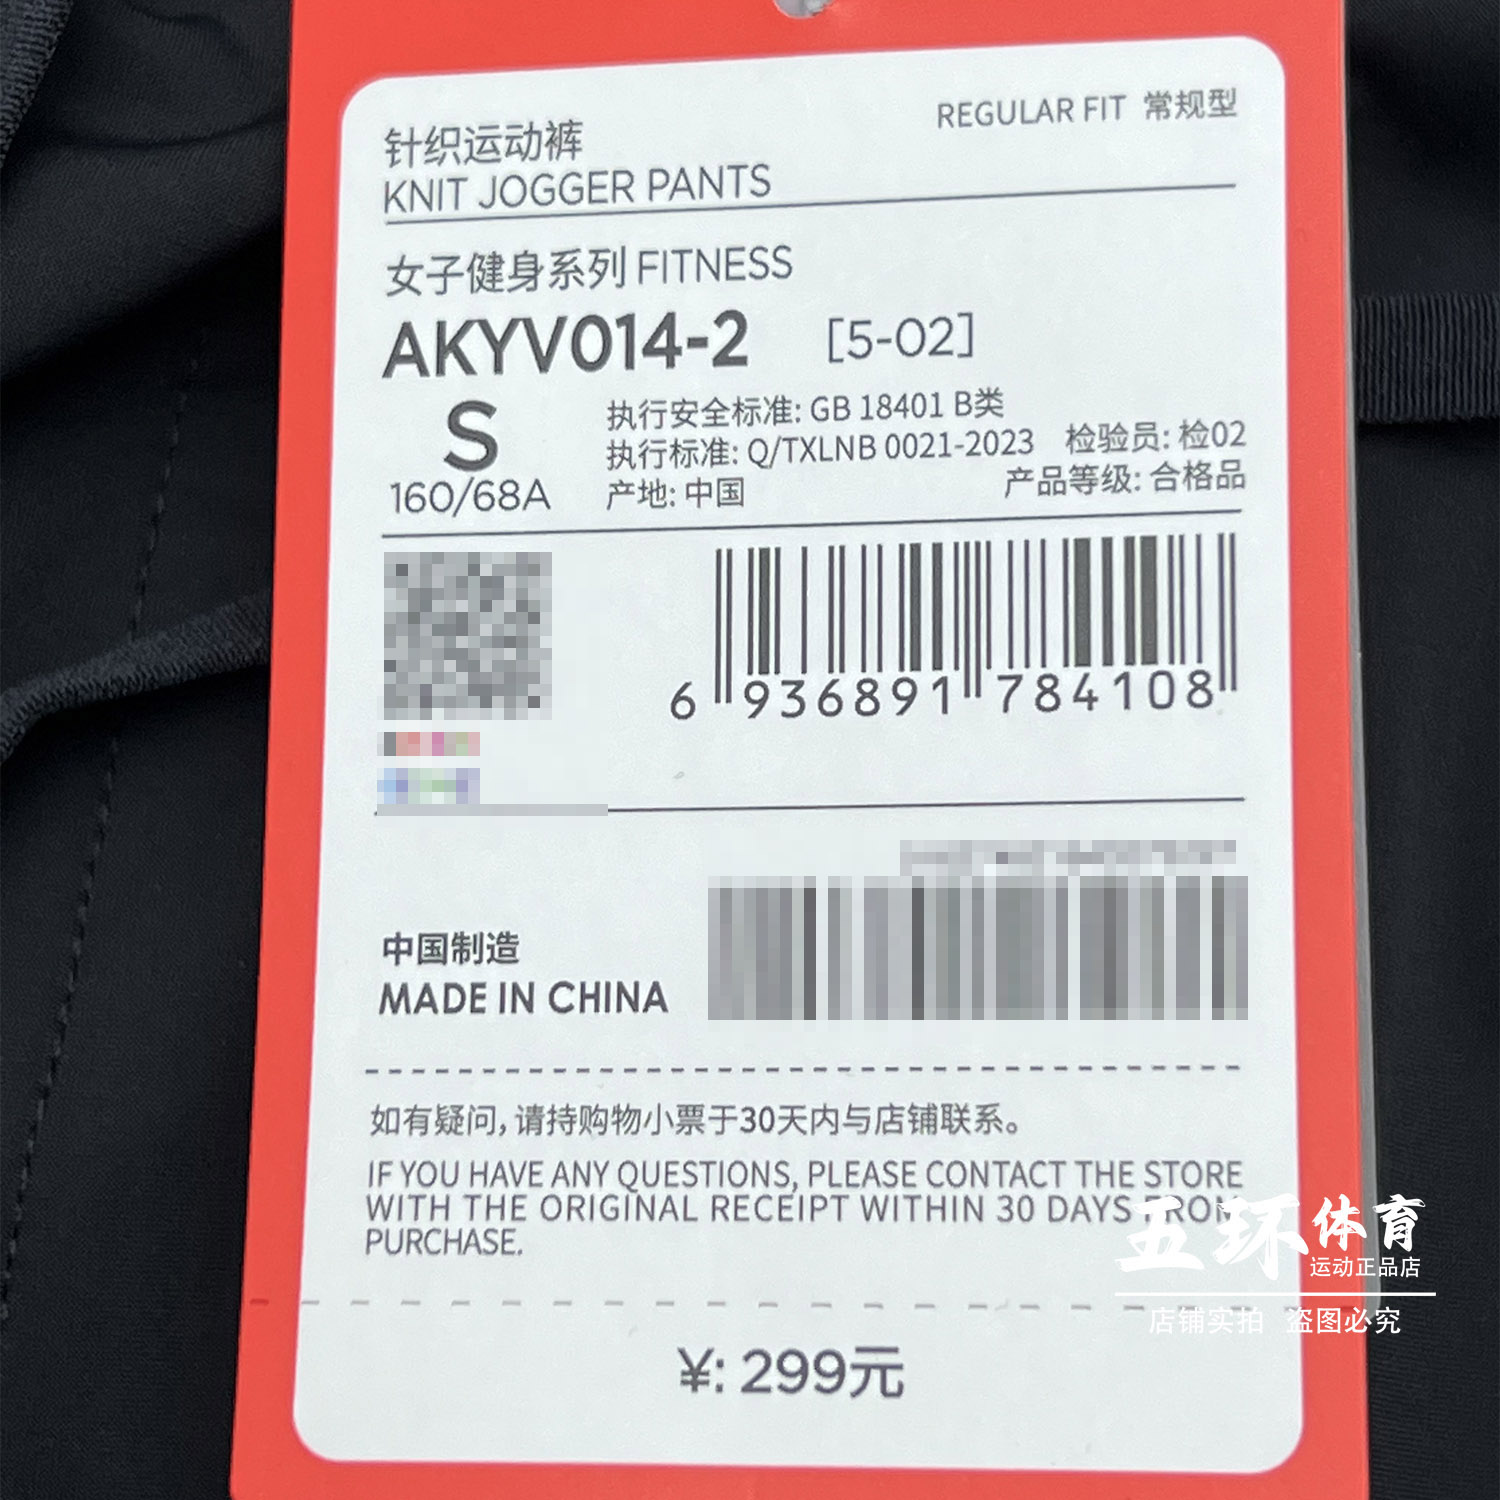 REGULAR FIT 常规型
针织运动裤
KNIT JOGGER PANTS
女子健身系列 FITNESS
AKYV014-2 [5-02]
S
160/68A
执行安全标准: GB 18401 B类
执行标准: Q/TXLNB 0021-2023 检验员: 检02
产地: 中国 产品等级: 合格品
6 936891 784108
中国制造
MADE IN CHINA
如有疑问, 请持购物小票于30天内与店铺联系。
IF YOU HAVE ANY QUESTIONS, PLEASE CONTACT THE STORE
WITH THE ORIGINAL RECEIPT WITHIN 30 DAYS FROM
PURCHASE.
五环体育
运动正品店
店铺实拍 盗图必究
¥: 299元